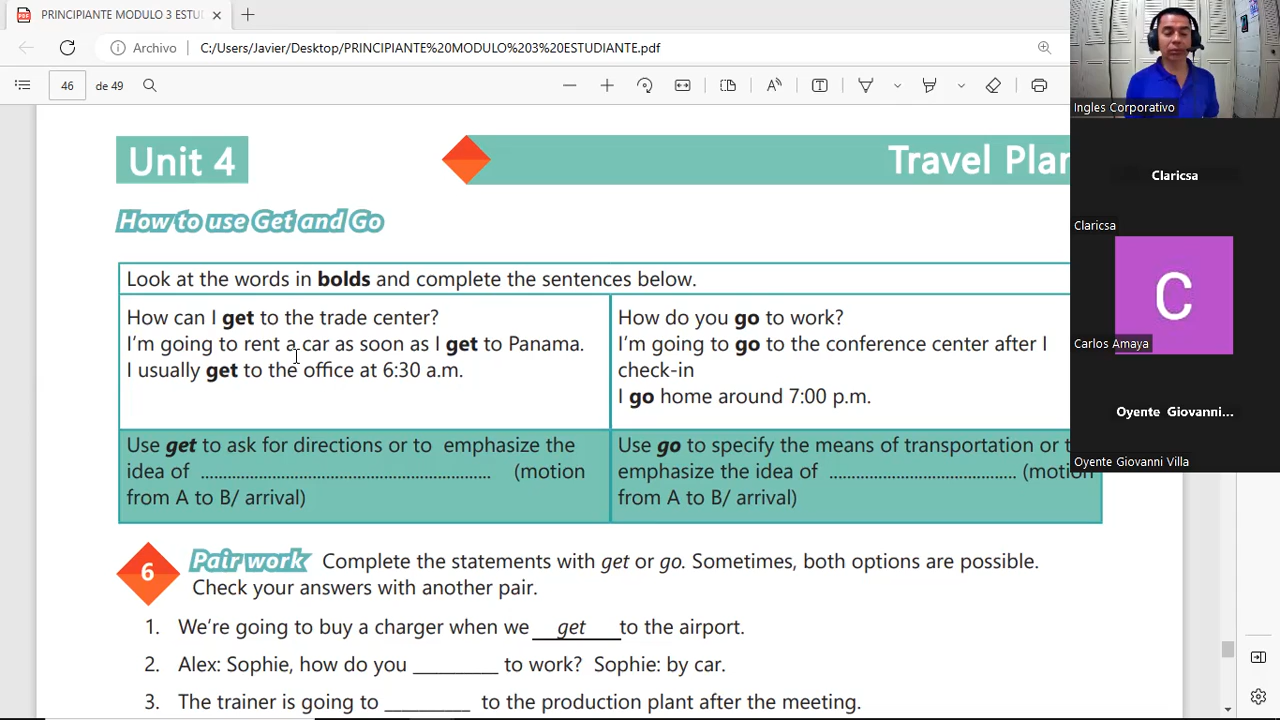 PRINCIPIANTE MODULO 3 ESTU
Archivo
C:/Users/Javier/Desktop/PRINCIPIANTE%20MODULO%203%20ESTUDIANTE.pdf
46 de 49
Unit 4
Travel Plan
How to use Get and Go
Look at the words in bolds and complete the sentences below.
How can I get to the trade center?
I'm going to rent a car as soon as I get to Panama.
I usually get to the office at 6:30 a.m.
How do you go to work?
I'm going to go to the conference center after I
check-in
I go home around 7:00 p.m.
Use get to ask for directions or to emphasize the
idea of ........................................................... (motion
from A to B/ arrival)
Use go to specify the means of transportation or t
emphasize the idea of ...................................... (motion
from A to B/ arrival)
6
Pair work Complete the statements with get or go. Sometimes, both options are possible.
Check your answers with another pair.
1. We're going to buy a charger when we __get__ to the airport.
2. Alex: Sophie, how do you _________ to work? Sophie: by car.
3. The trainer is going to _________ to the production plant after the meeting.
Ingles Corporativo
Claricsa
Claricsa
C
Carlos Amaya
Oyente Giovanni...
Oyente Giovanni Villa